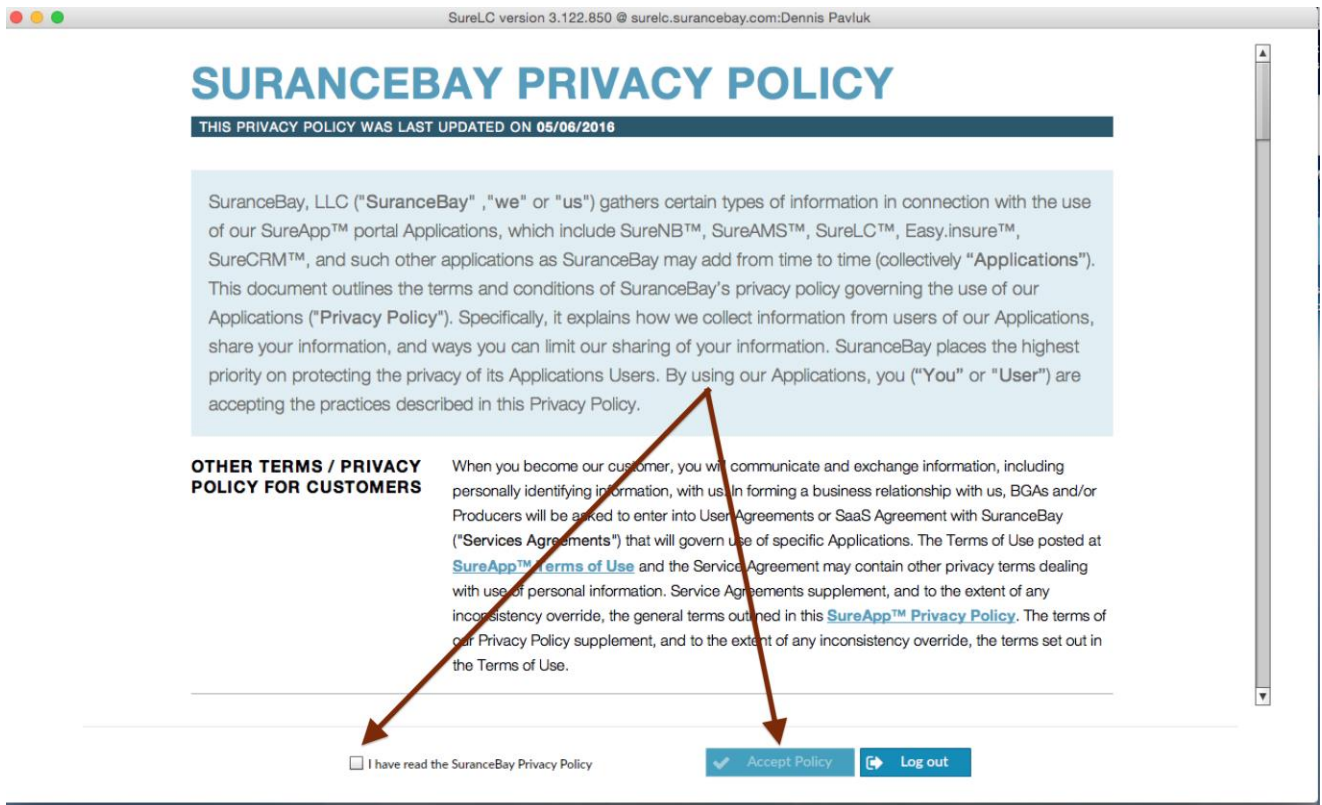 SureLC version 3.122.850 @ surelc.surancebay.com:Dennis Pavluk
SURANCEBAY PRIVACY POLICY
THIS PRIVACY POLICY WAS LAST UPDATED ON 05/06/2016
SuranceBay, LLC ("SuranceBay" ,"we" or "us") gathers certain types of information in connection with the use
of our SureApp™ portal Applications, which include SureNB™, SureAMS™, SureLC™, Easy.insure™,
SureCRM™, and such other applications as SuranceBay may add from time to time (collectively “Applications”).
This document outlines the terms and conditions of SuranceBay's privacy policy governing the use of our
Applications ("Privacy Policy"). Specifically, it explains how we collect information from users of our Applications,
share your information, and ways you can limit our sharing of your information. SuranceBay places the highest
priority on protecting the privacy of its Applications Users. By using our Applications, you (“You” or "User”) are
accepting the practices described in this Privacy Policy.
OTHER TERMS / PRIVACY
POLICY FOR CUSTOMERS
When you become our customer, you will communicate and exchange information, including
personally identifying information, with us. In forming a business relationship with us, BGAs and/or
Producers will be asked to enter into User Agreements or SaaS Agreement with SuranceBay
("Services Agreements") that will govern use of specific Applications. The Terms of Use posted at
SureApp™ Terms of Use and the Service Agreement may contain other privacy terms dealing
with use of personal information. Service Agreements supplement, and to the extent of any
inconsistency override, the general terms outlined in this SureApp™ Privacy Policy. The terms of
our Privacy Policy supplement, and to the extent of any inconsistency override, the terms set out in
the Terms of Use.
I have read the SuranceBay Privacy Policy
Accept Policy
Log out